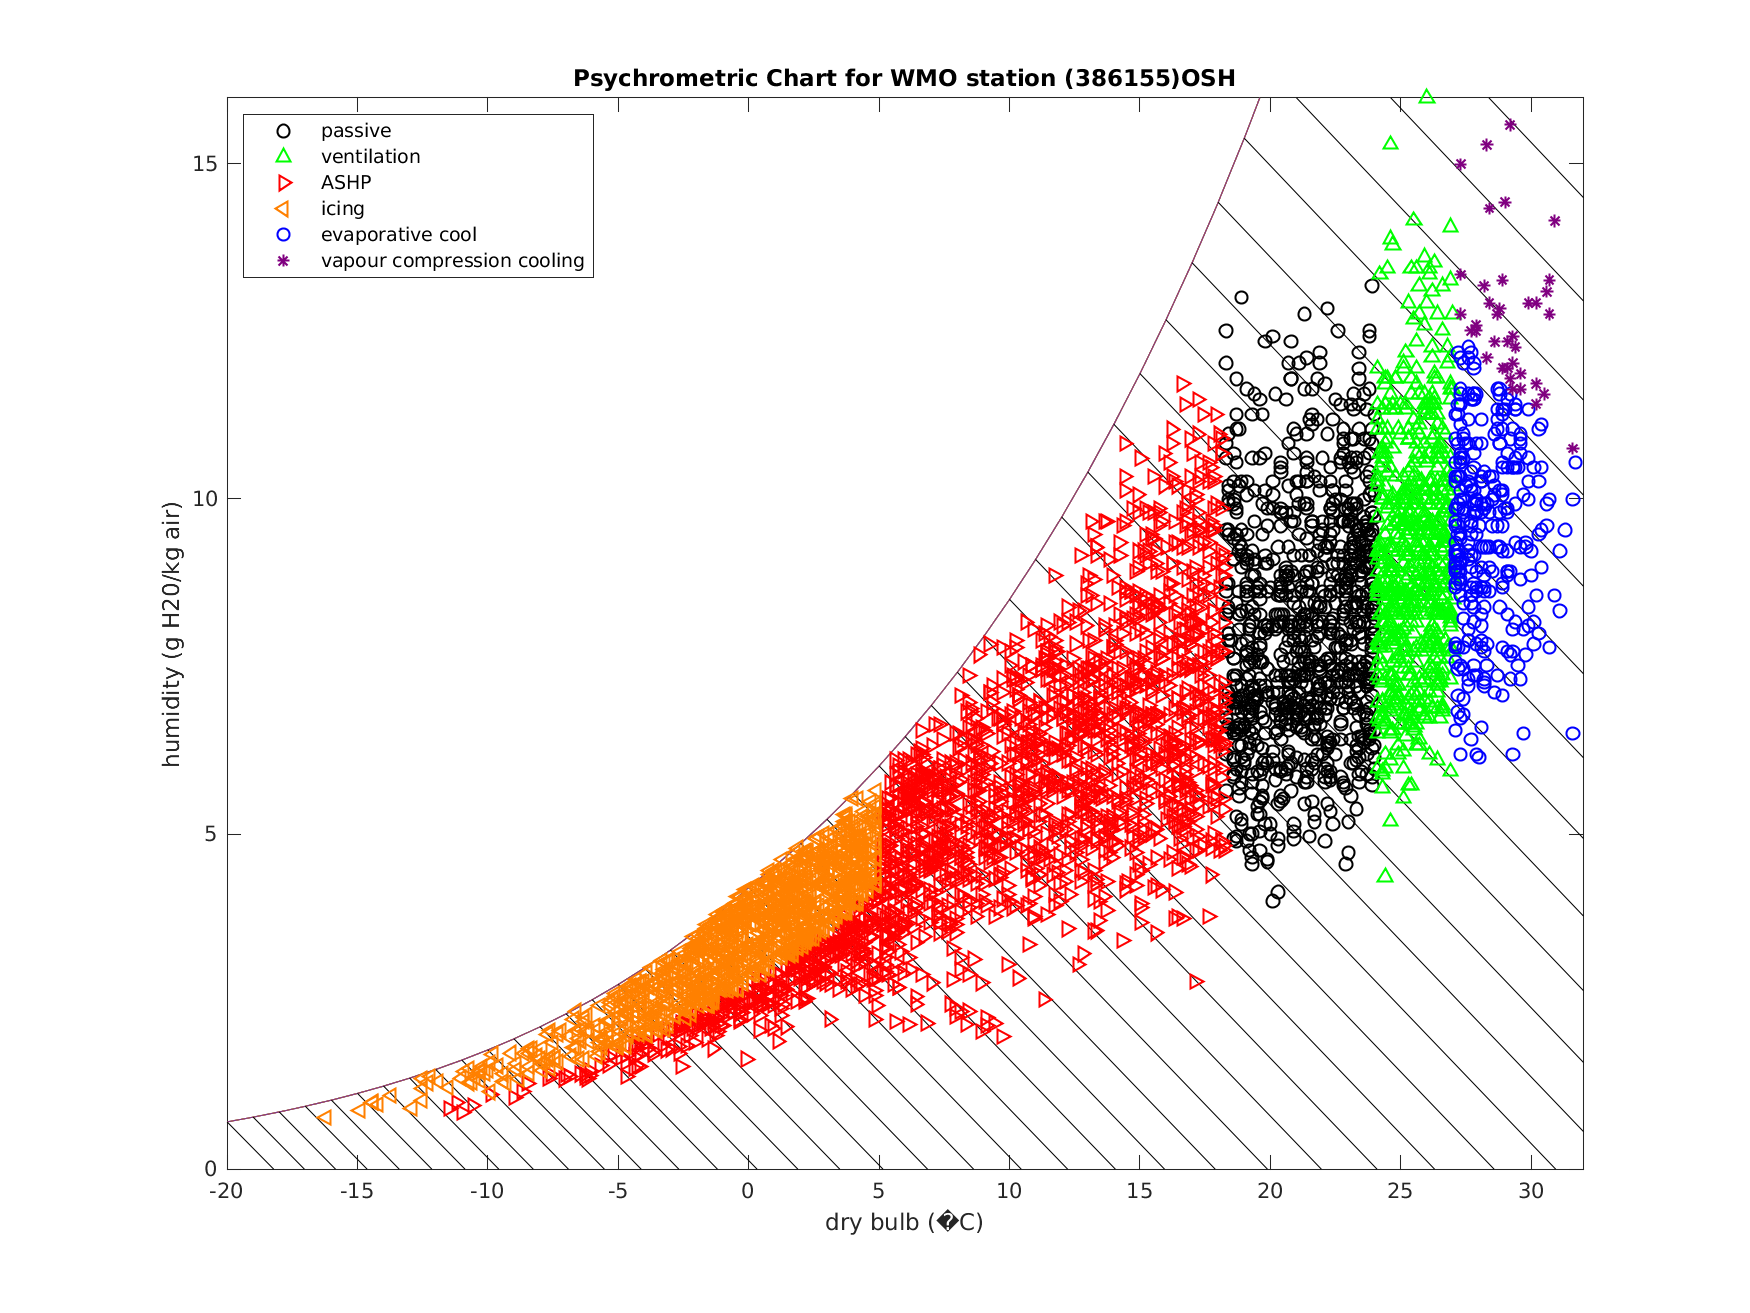 Psychrometric Chart for WMO station (386155)OSH
passive
ventilation
ASHP
icing
evaporative cool
vapour compression cooling
15
10
5
0
humidity (g H20/kg air)
-20 -15 -10 -5 0 5 10 15 20 25 30
dry bulb (�C)